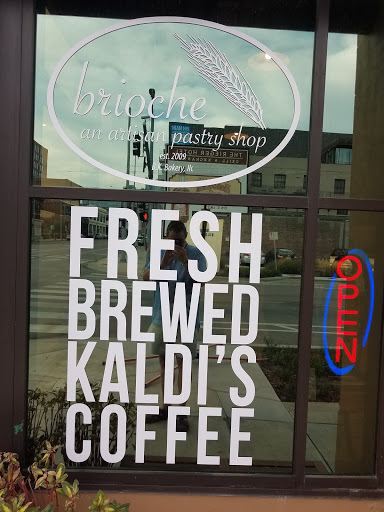 brioche
an artisan pastry shop
est. 2009
FRESH
BREWED
KALDI'S
COFFEE
OPEN